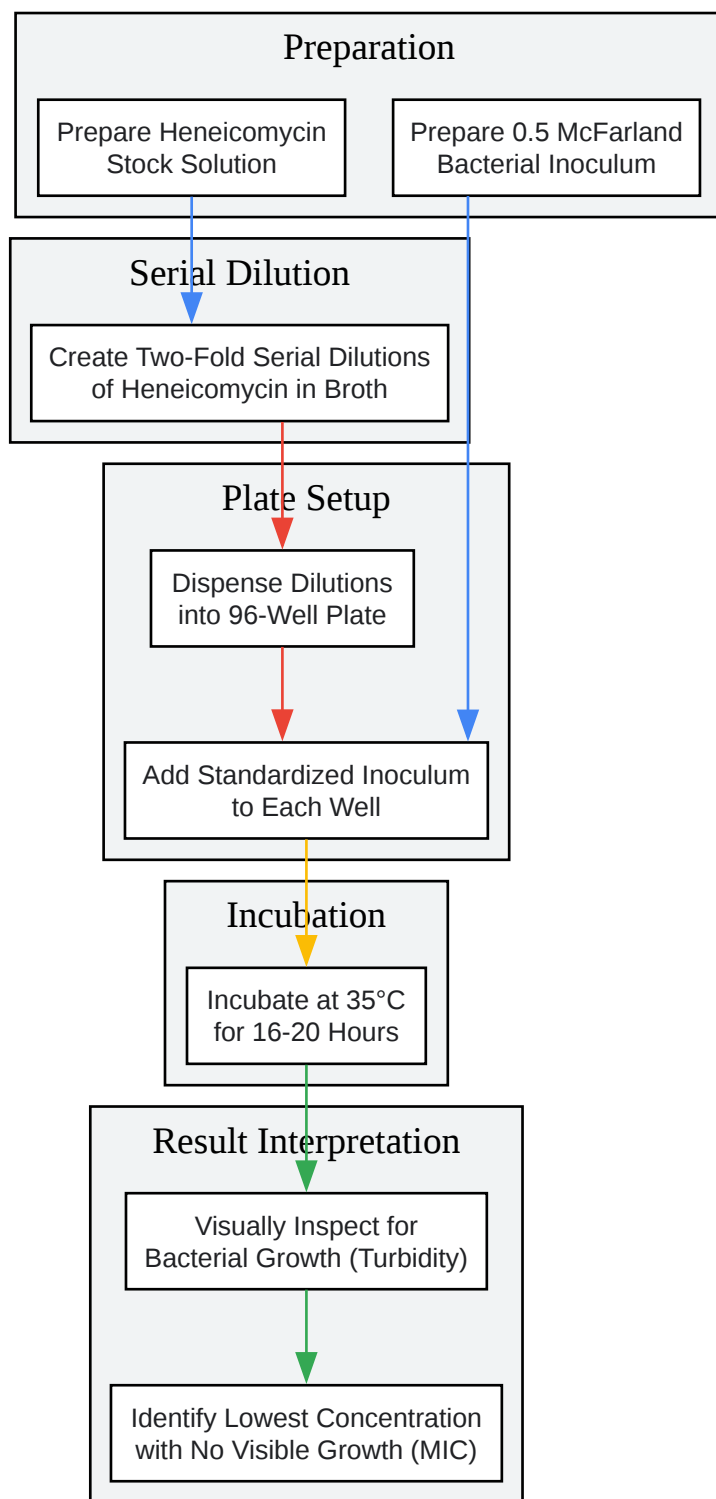 Preparation
Prepare Heneicomycin
Stock Solution
Prepare 0.5 McFarland
Bacterial Inoculum
Serial Dilution
Create Two-Fold Serial Dilutions
of Heneicomycin in Broth
Plate Setup
Dispense Dilutions
into 96-Well Plate
Add Standardized Inoculum
to Each Well
Incubation
Incubate at 35°C
for 16-20 Hours
Result Interpretation
Visually Inspect for
Bacterial Growth (Turbidity)
Identify Lowest Concentration
with No Visible Growth (MIC)